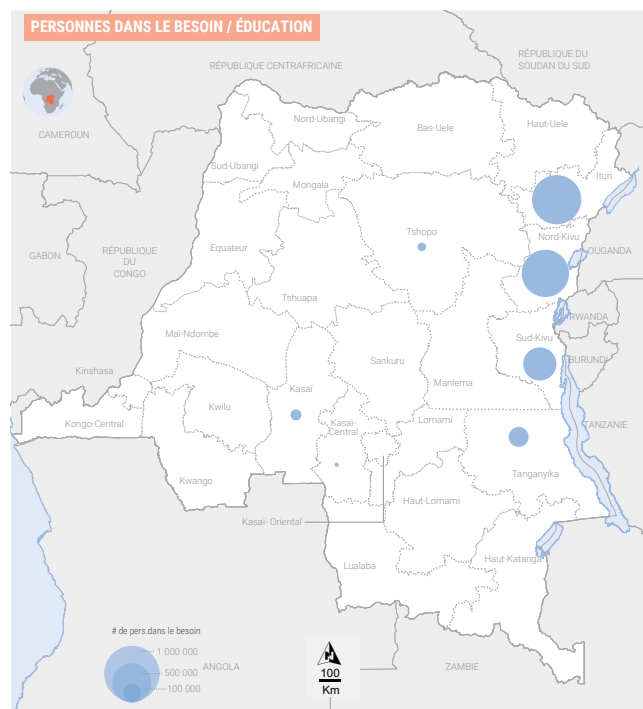 PERSONNES DANS LE BESOIN / ÉDUCATION
RÉPUBLIQUE DU
SOUDAN DU SUD
RÉPUBLIQUE CENTRAFRICAINE
Nord-Ubangi
Bas-Uele
Haut-Uele
CAMEROUN
Sud-Ubangi
Ituri
Mongala
Tshopo
Nord-Kivu
Equateur
GABON
RÉPUBLIQUE
DU
CONGO
OUGANDA
Tshuapa
RWANDA
Maï-Ndombe
Sud-Kivu
Sankuru
BURUNDI
Kinshasa
Kasaï
Maniema
Kwilu
Kasaï-
Central
Lomami
Kongo-Central
TANZANIE
Kwango
Tanganyika
Haut-Lomami
Kasaï- Oriental
Haut-Katanga
Lualaba
# de pers.dans le besoin
1 000 000
500 000
100 000
ANGOLA
N
100
Km
ZAMBIE